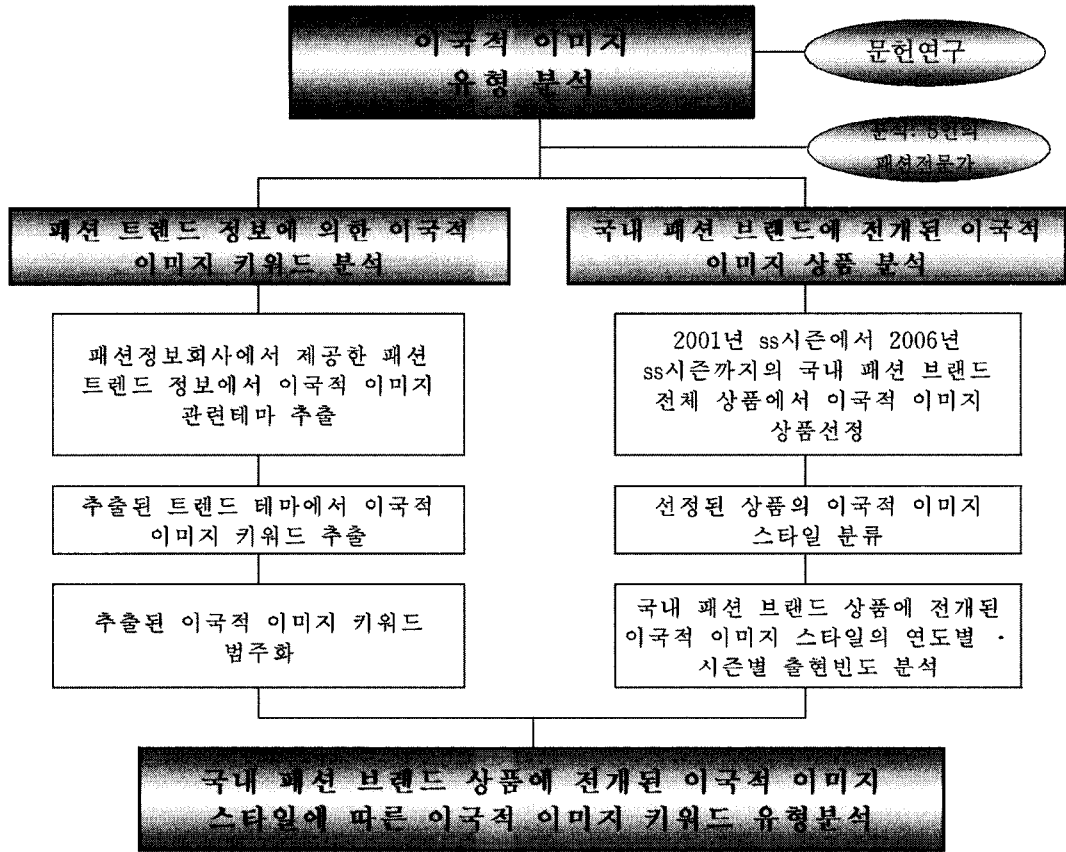 이국적 이미지
유형 분석
문헌연구
분석: 5인의
패션전문가
패션 트렌드 정보에 의한 이국적
이미지 키워드 분석
국내 패션 브랜드에 전개된 이국적
이미지 상품 분석
패션정보회사에서 제공한 패션
트렌드 정보에서 이국적 이미지
관련테마 추출
2001년 ss시즌에서 2006년
ss시즌까지의 국내 패션 브랜드
전체 상품에서 이국적 이미지
상품선정
추출된 트렌드 테마에서 이국적
이미지 키워드 추출
선정된 상품의 이국적 이미지
스타일 분류
추출된 이국적 이미지 키워드
범주화
국내 패션 브랜드 상품에 전개된
이국적 이미지 스타일의 연도별 ·
시즌별 출현빈도 분석
국내 패션 브랜드 상품에 전개된 이국적 이미지
스타일에 따른 이국적 이미지 키워드 유형분석